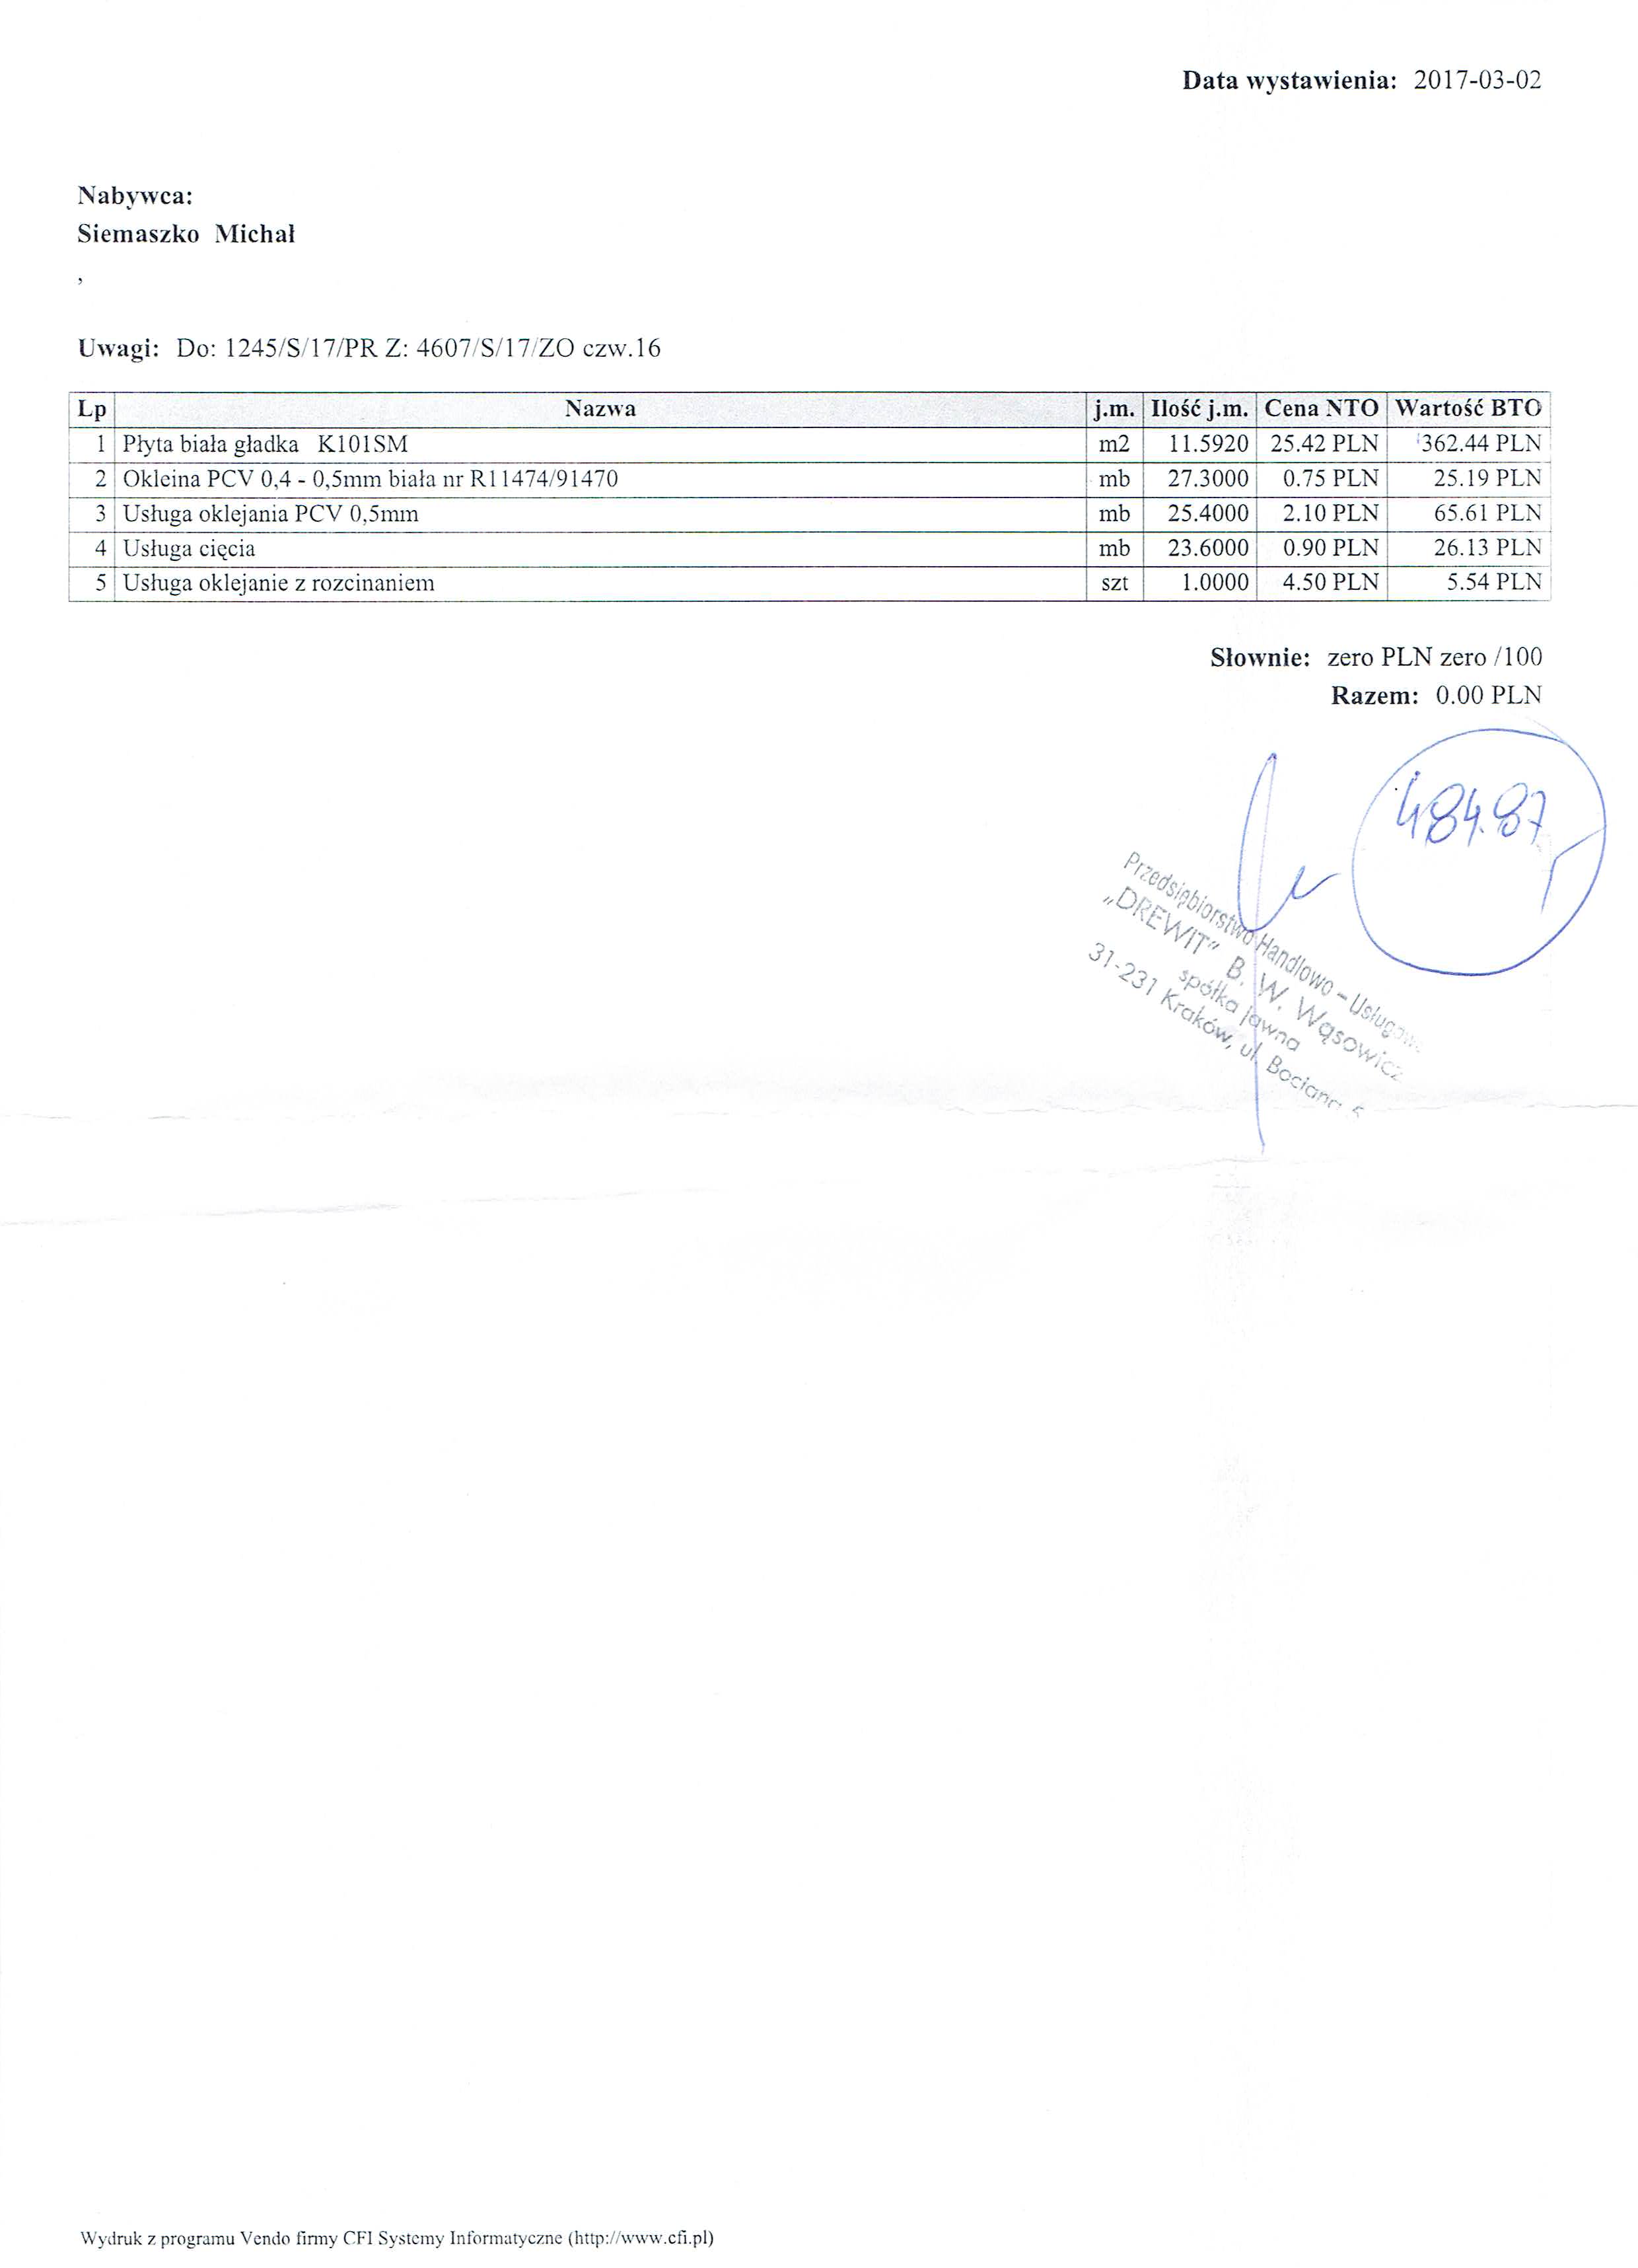 Data wystawienia: 2017-03-02
Nabywca:
Siemaszko Michał
,
Uwagi: Do: 1245/S/17/PR Z: 4607/S/17/ZO czw.16
Lp Nazwa j.m. Ilość j.m. Cena NTO Wartość BTO
1 Płyta biała gładka K101SM m2 11.5920 25.42 PLN 362.44 PLN
2 Okleina PCV 0,4 - 0,5mm biała nr R11474/91470 mb 27.3000 0.75 PLN 25.19 PLN
3 Usługa oklejania PCV 0,5mm mb 25.4000 2.10 PLN 65.61 PLN
4 Usługa cięcia mb 23.6000 0.90 PLN 26.13 PLN
5 Usługa oklejanie z rozcinaniem szt 1.0000 4.50 PLN 5.54 PLN
Słownie: zero PLN zero /100
Razem: 0.00 PLN
484.87
Przedsiębiorstwo Handlowo – Usługowe
„DREWIT" B. W. Wąsowicz
spółka jawna
31-231 Kraków, ul. Bociana 5
Wydruk z programu Vendo firmy CFI Systemy Informatyczne (http://www.cfi.pl)